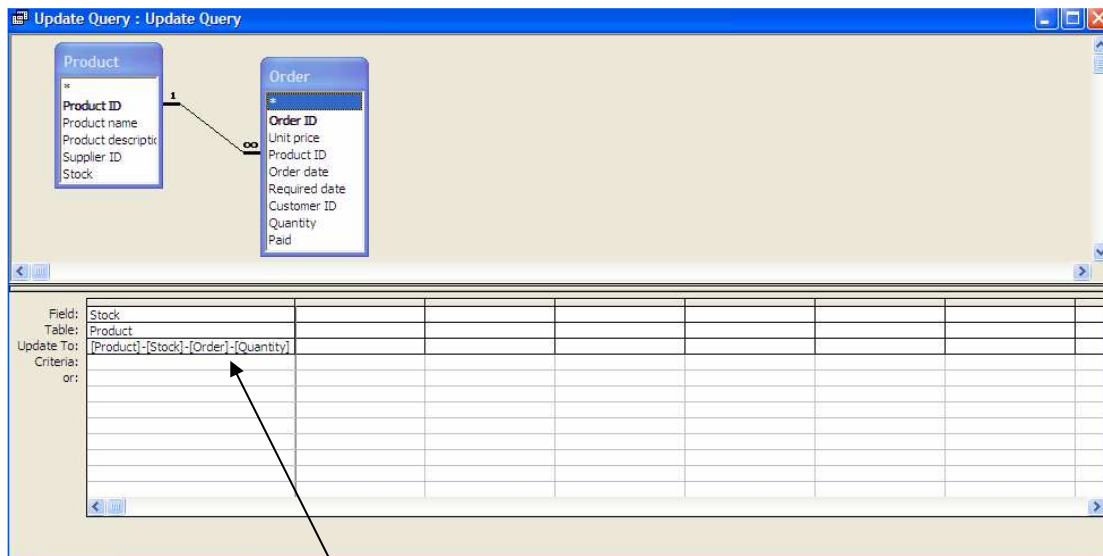 Update Query : Update Query
Product
*
Product ID
Product name
Product descriptic
Supplier ID
Stock
1
∞
Order
*
Order ID
Unit price
Product ID
Order date
Required date
Customer ID
Quantity
Paid
Field: Stock
Table: Product
Update To: [Product]-[Stock]-[Order]-[Quantity]
Criteria:
or: